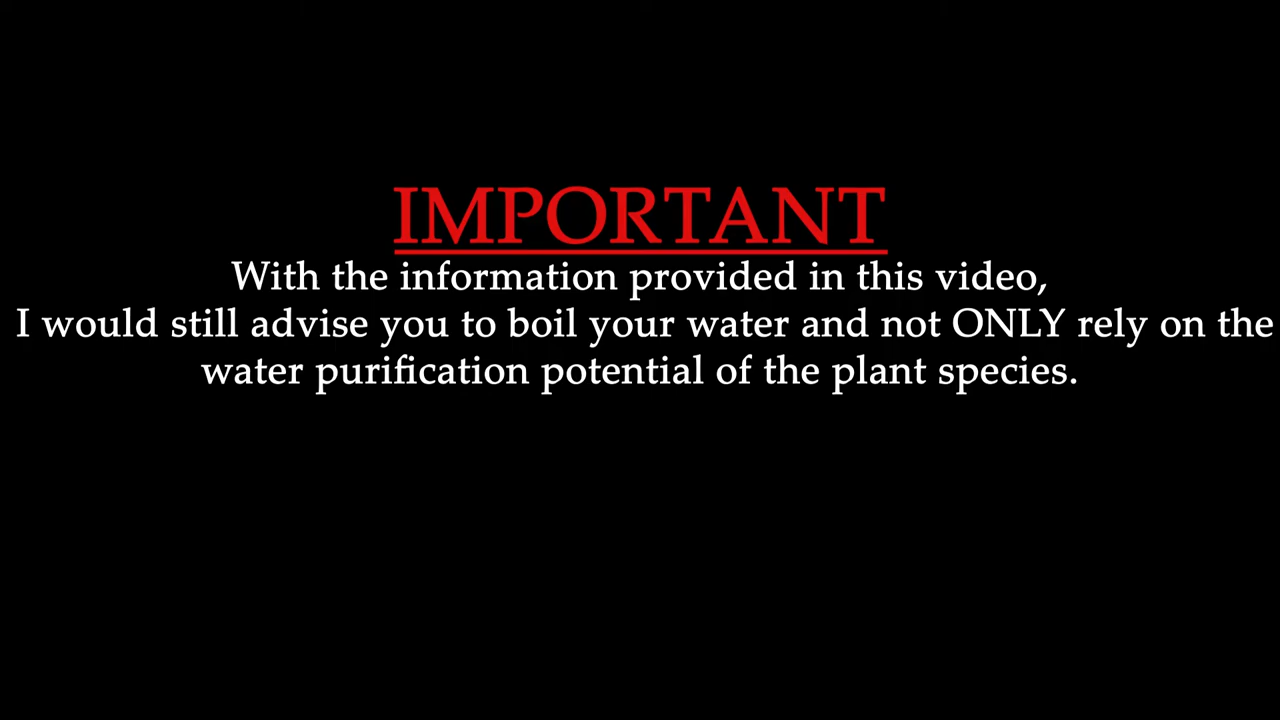 IMPORTANT
With the information provided in this video,
I would still advise you to boil your water and not ONLY rely on the
water purification potential of the plant species.